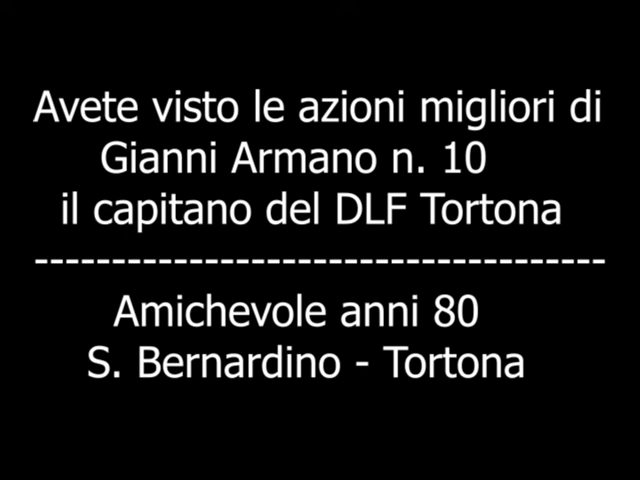 Avete visto le azioni migliori di
Gianni Armano n. 10
il capitano del DLF Tortona
-------------------------------------
Amichevole anni 80
S. Bernardino - Tortona